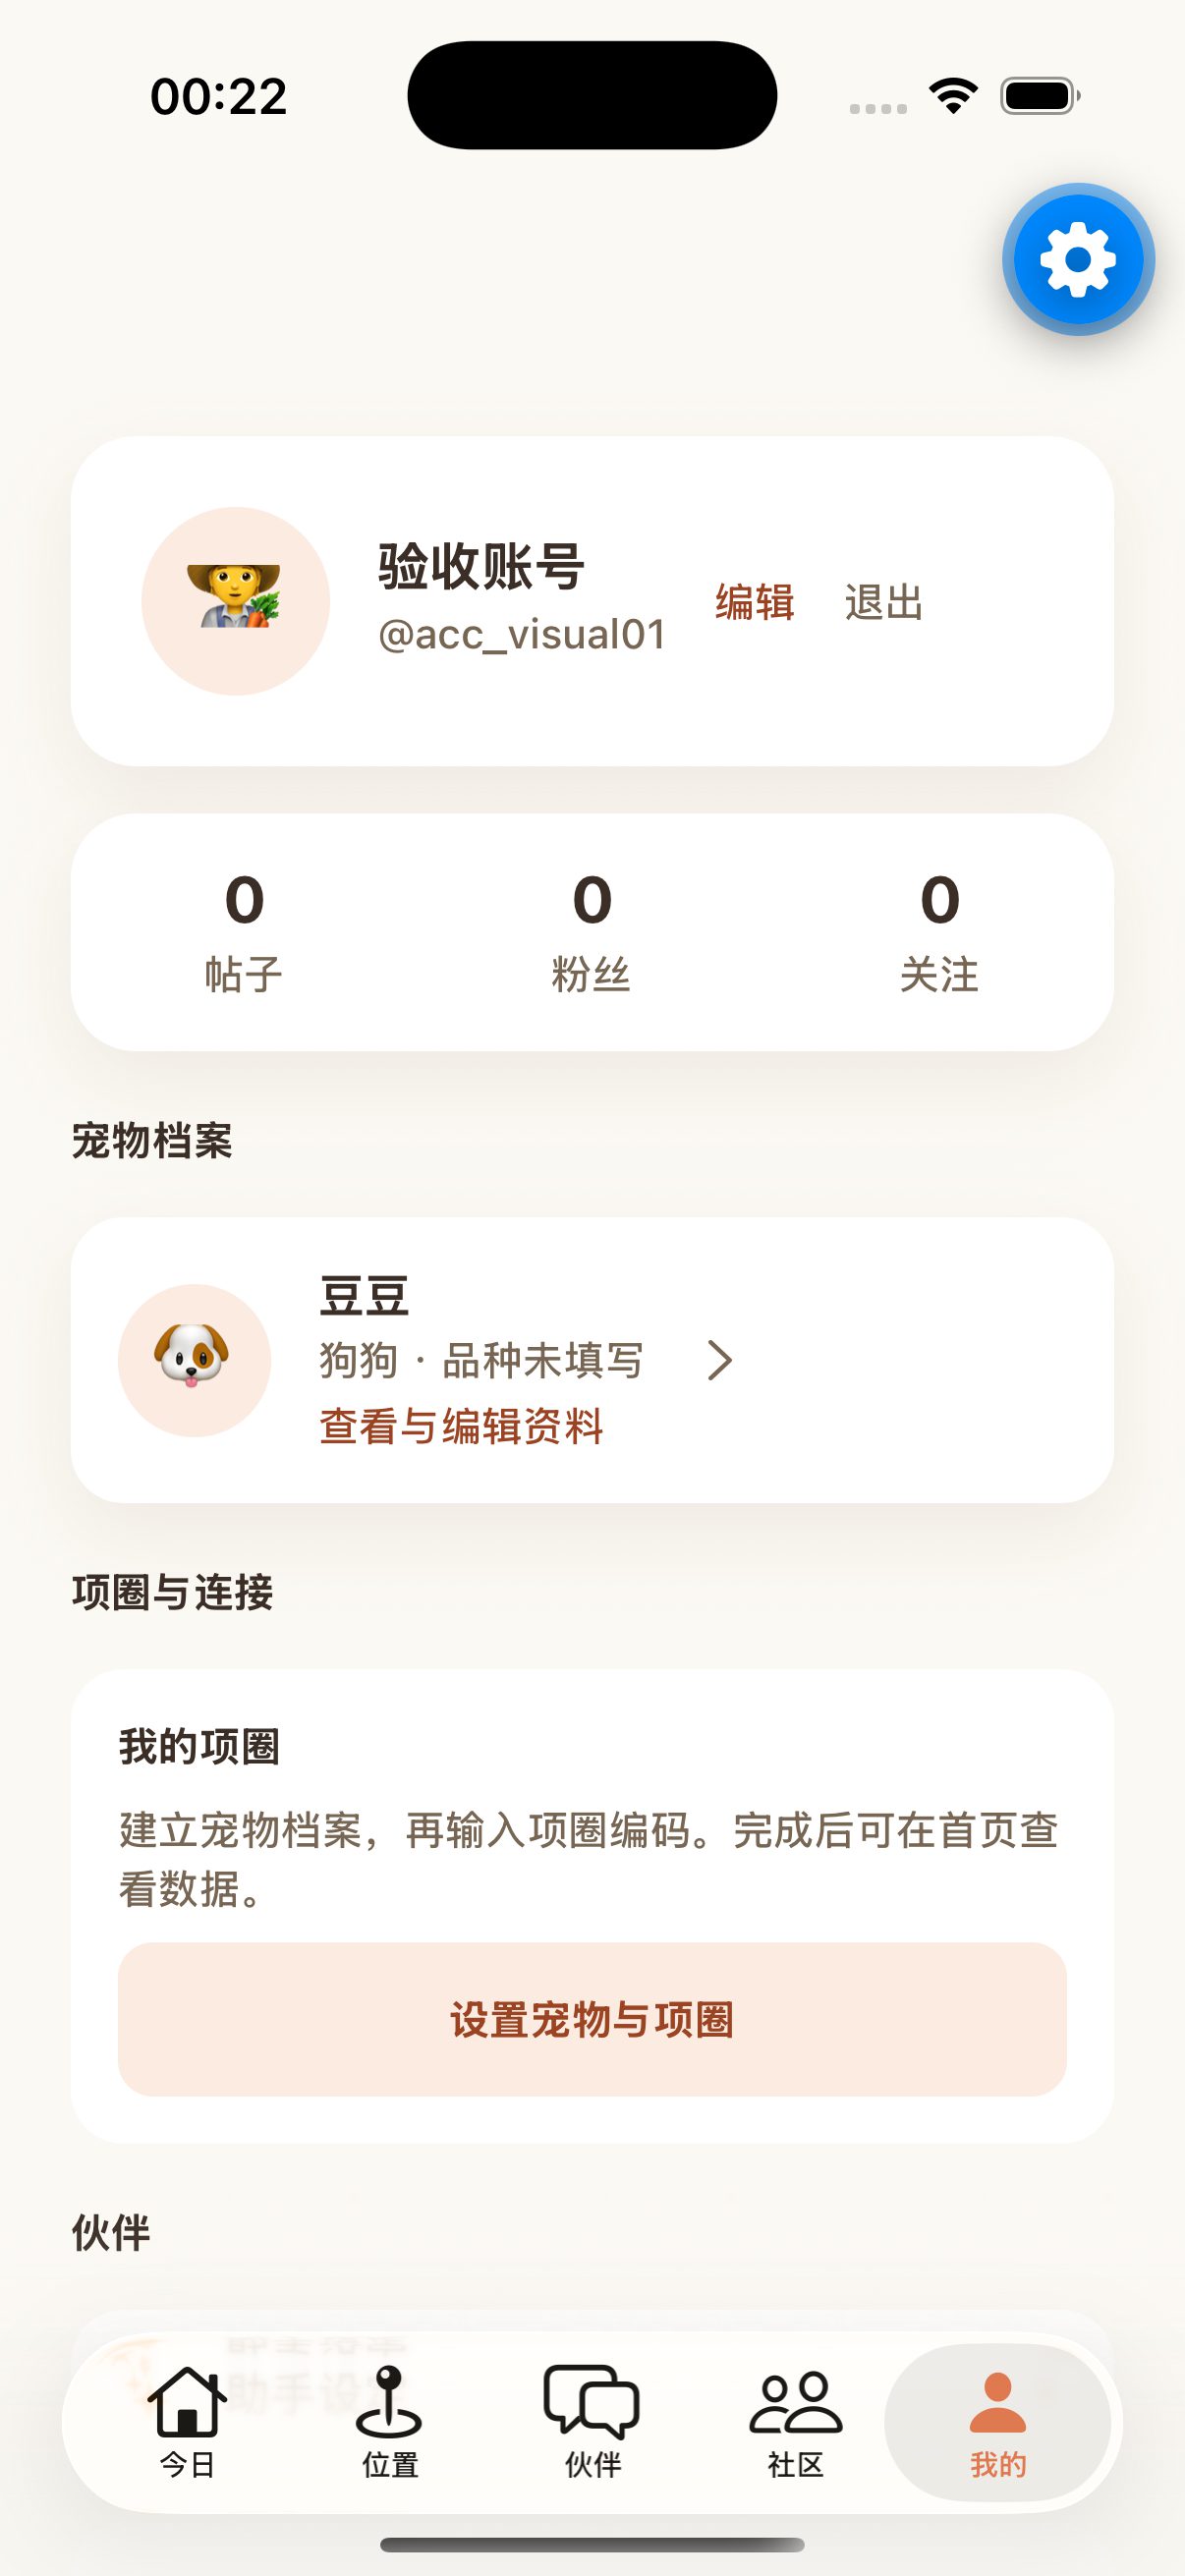 00:22
验收账号
@acc_visual01
编辑
退出
0
0
0
帖子
粉丝
关注
宠物档案
豆豆
狗狗 · 品种未填写
查看与编辑资料
项圈与连接
我的项圈
建立宠物档案，再输入项圈编码。完成后可在首页查
看数据。
设置宠物与项圈
伙伴
助手设
今日
位置
伙伴
社区
我的